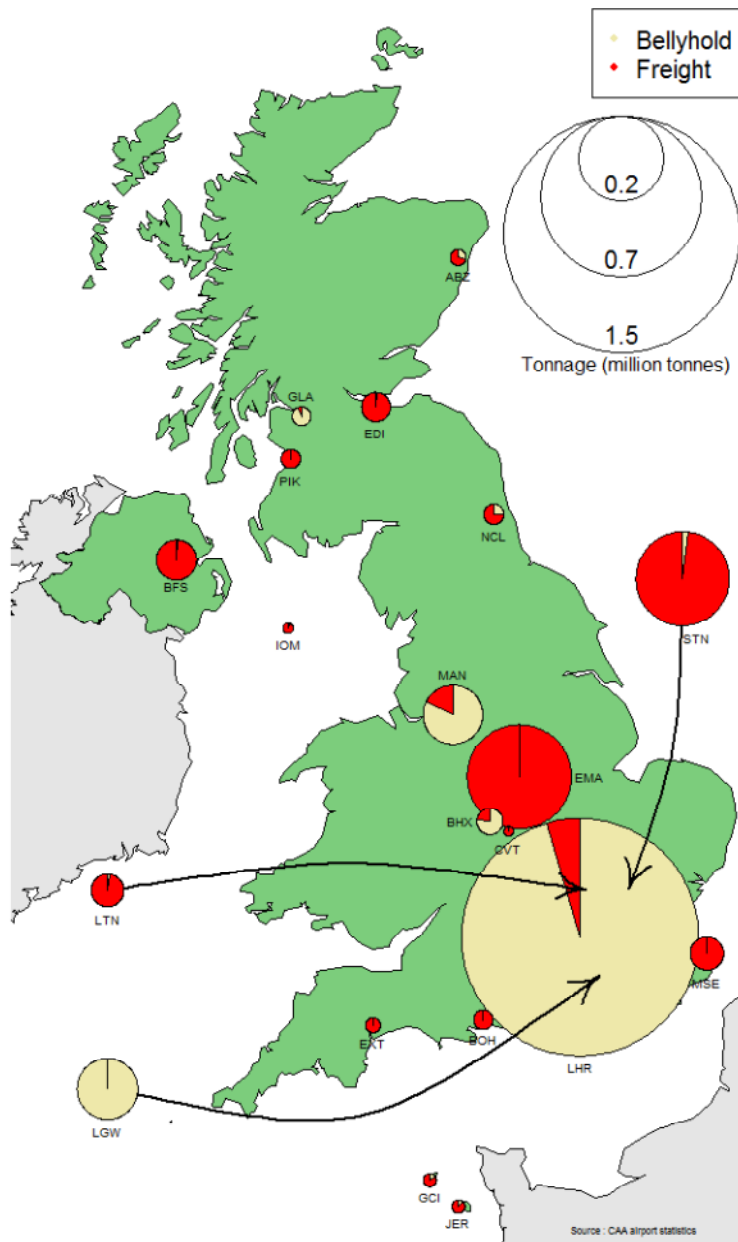 Bellyhold
Freight
0.2
0.7
1.5
Tonnage (million tonnes)
ABZ
GLA
EDI
PIK
NCL
BFS
STN
IOM
MAN
EMA
BHX
CVT
LTN
MSE
EXT
BOH
LHR
LGW
GCI
JER
Source : CAA airport statistics